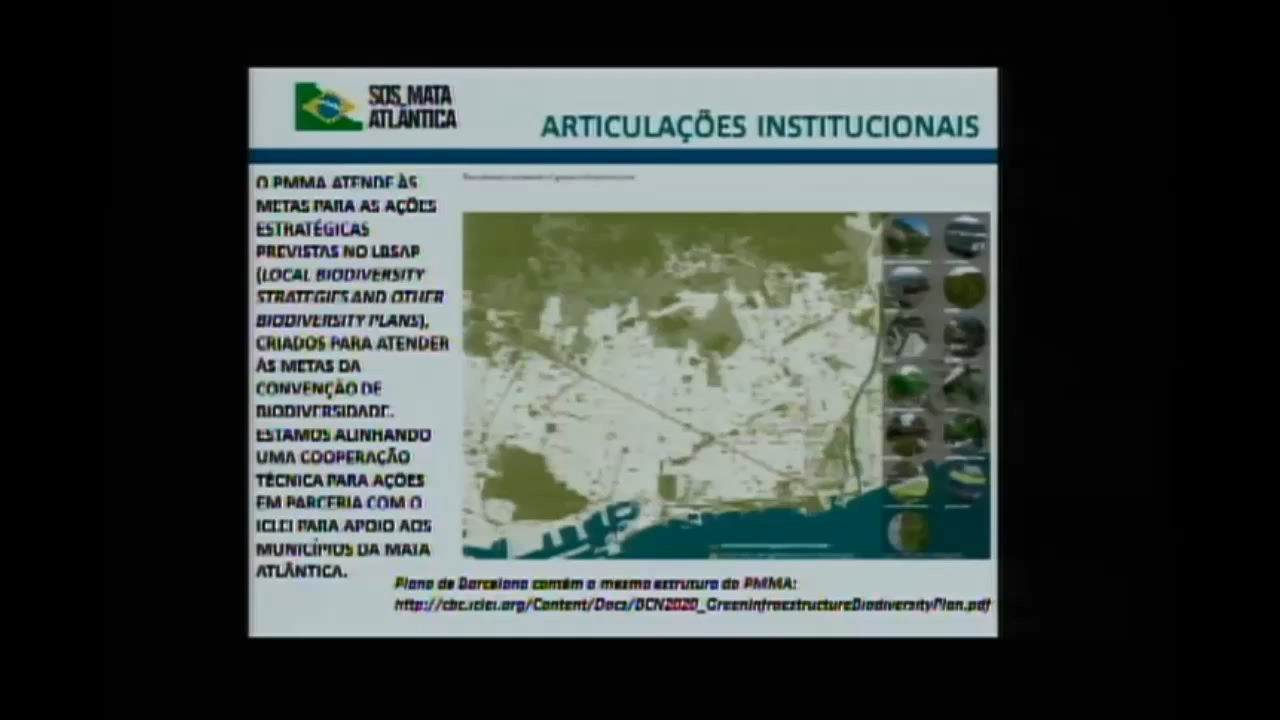 SOS MATA
ATLÂNTICA
ARTICULAÇÕES INSTITUCIONAIS
O PMMA ATENDE ÀS
METAS PARA AS AÇÕES
ESTRATÉGICAS
PREVISTAS NO LBSAP
(LOCAL BIODIVERSITY
STRATEGIES AND OTHER
BIODIVERSITY PLANS),
CRIADOS PARA ATENDER
ÀS METAS DA
CONVENÇÃO DE
BIODIVERSIDADE.
ESTAMOS ALINHANDO
UMA COOPERAÇÃO
TÉCNICA PARA AÇÕES
EM PARCERIA COM O
ICLEI PARA APOIO AOS
MUNICÍPIOS DA MATA
ATLÂNTICA.
Plano de Barcelona contém a mesma estrutura do PMMA:
http://cbc.iclei.org/Content/Docs/BCN2020_GreenInfraestructureBiodiversityPlan.pdf